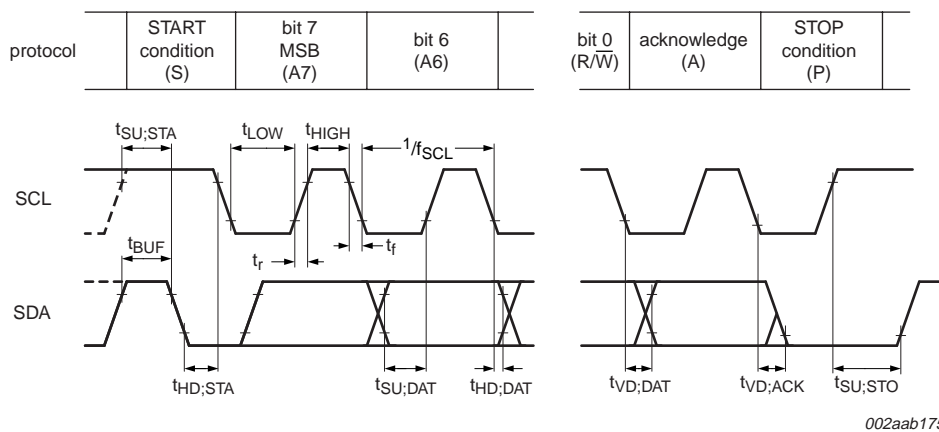 protocol
START
condition
(S)
bit 7
MSB
(A7)
bit 6
(A6)
bit 0
(R/W̅)
acknowledge
(A)
STOP
condition
(P)
tSU;STA
tLOW
tHIGH
1/fSCL
SCL
tBUF
tr
tf
SDA
tHD;STA
tSU;DAT
tHD;DAT
tVD;DAT
tVD;ACK
tSU;STO
002aab175